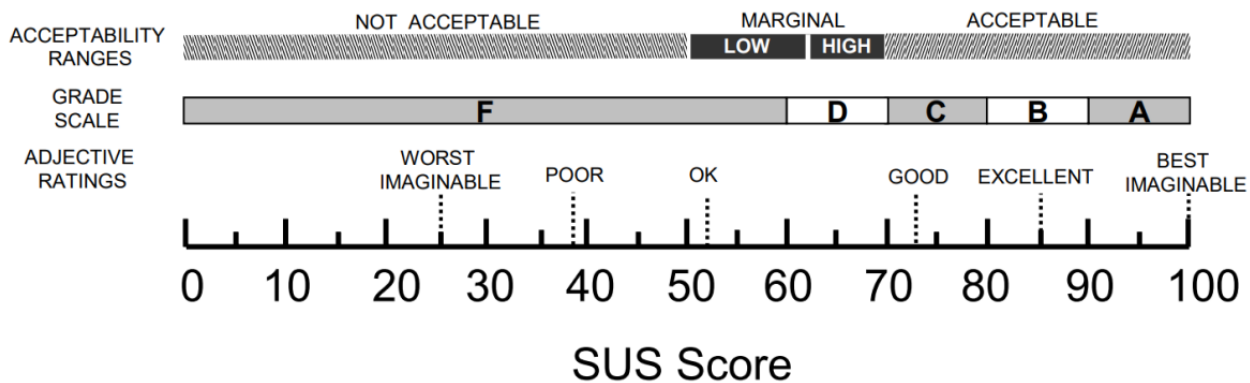 NOT ACCEPTABLE
MARGINAL
ACCEPTABLE
ACCEPTABILITY
RANGES
LOW
HIGH
GRADE
SCALE
F
D
C
B
A
ADJECTIVE
RATINGS
WORST
IMAGINABLE
POOR
OK
GOOD
EXCELLENT
BEST
IMAGINABLE
0 10 20 30 40 50 60 70 80 90 100
SUS Score